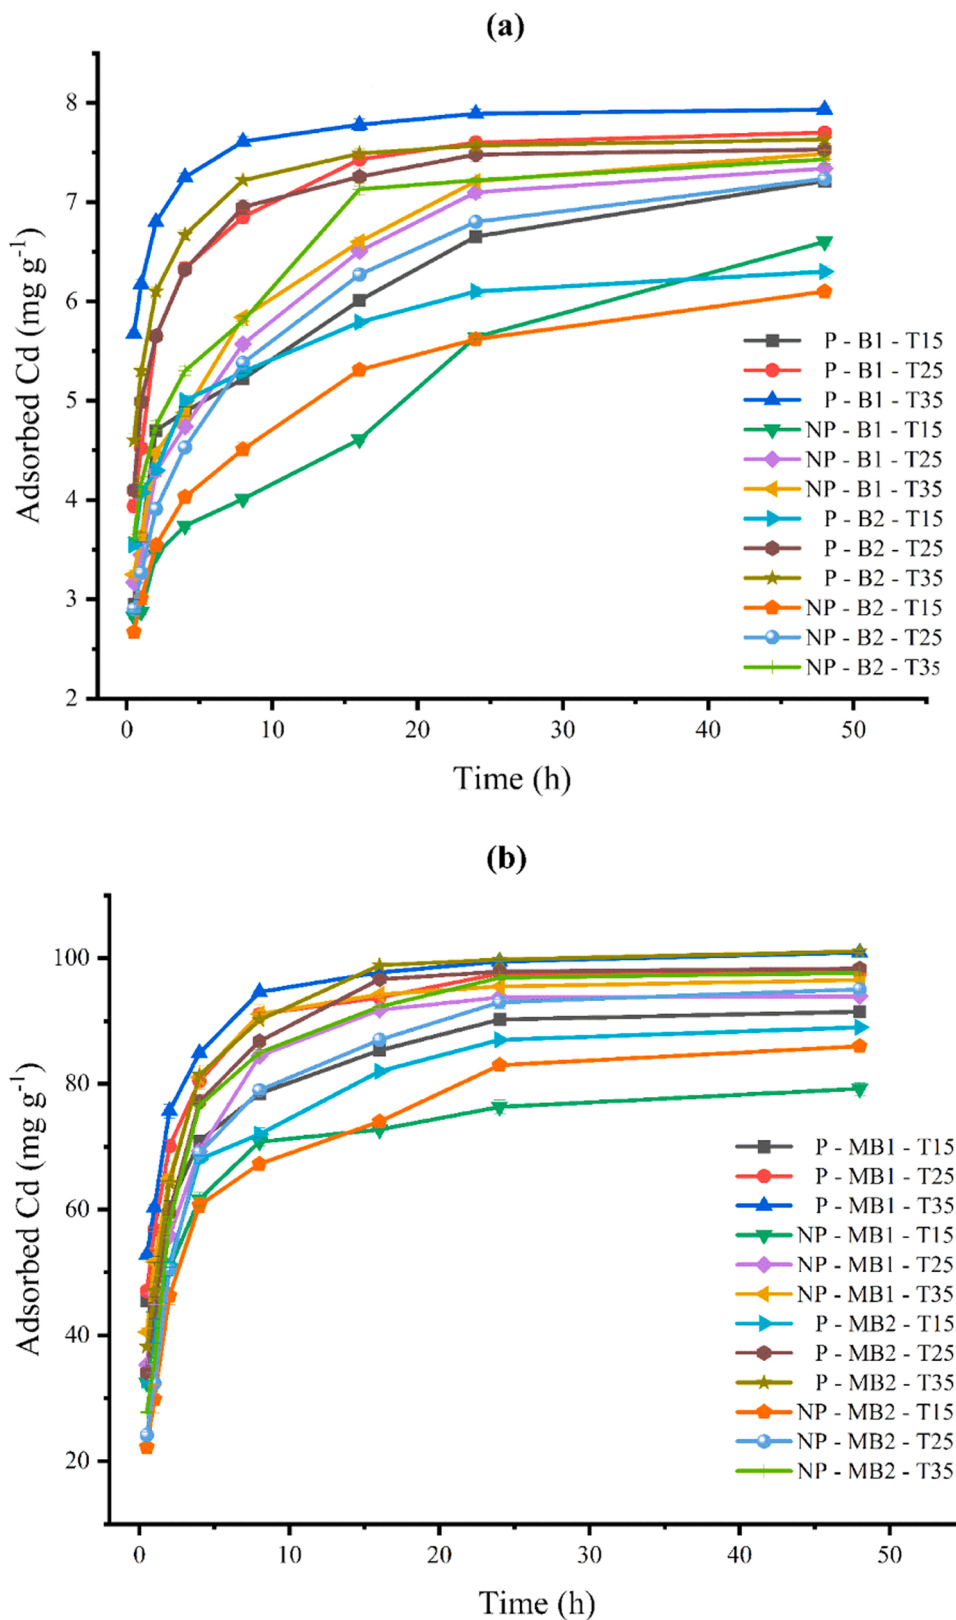 (a)
8
7
6
5
4
3
2
Adsorbed Cd (mg g⁻¹)
P - B1 - T15
P - B1 - T25
P - B1 - T35
NP - B1 - T15
NP - B1 - T25
NP - B1 - T35
P - B2 - T15
P - B2 - T25
P - B2 - T35
NP - B2 - T15
NP - B2 - T25
NP - B2 - T35
0 10 20 30 40 50
Time (h)
(b)
100
80
60
40
20
Adsorbed Cd (mg g⁻¹)
P - MB1 - T15
P - MB1 - T25
P - MB1 - T35
NP - MB1 - T15
NP - MB1 - T25
NP - MB1 - T35
P - MB2 - T15
P - MB2 - T25
P - MB2 - T35
NP - MB2 - T15
NP - MB2 - T25
NP - MB2 - T35
0 10 20 30 40 50
Time (h)